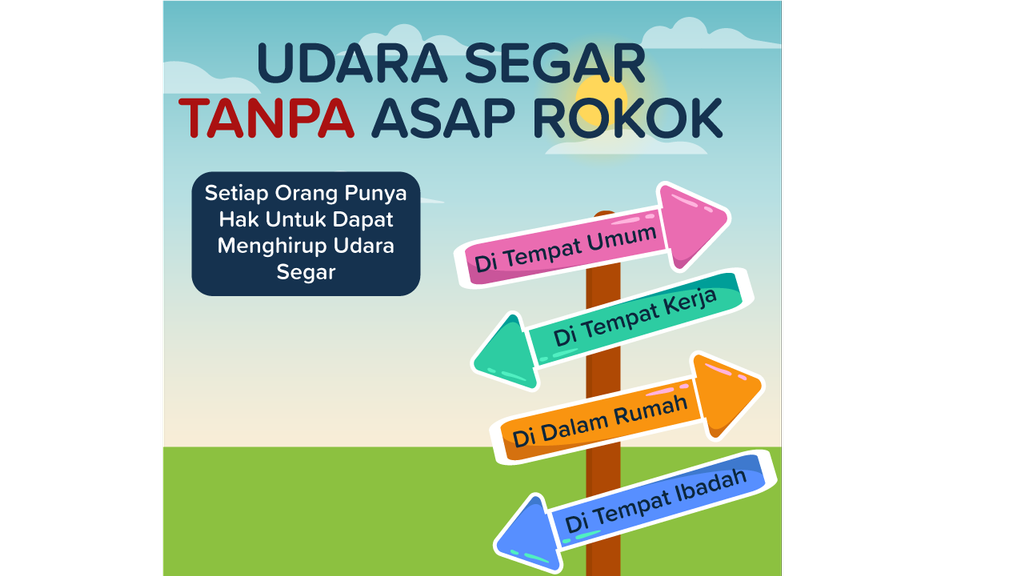 UDARA SEGAR
TANPA ASAP ROKOK
Setiap Orang Punya
Hak Untuk Dapat
Menghirup Udara
Segar
Di Tempat Umum
Di Tempat Kerja
Di Dalam Rumah
Di Tempat Ibadah